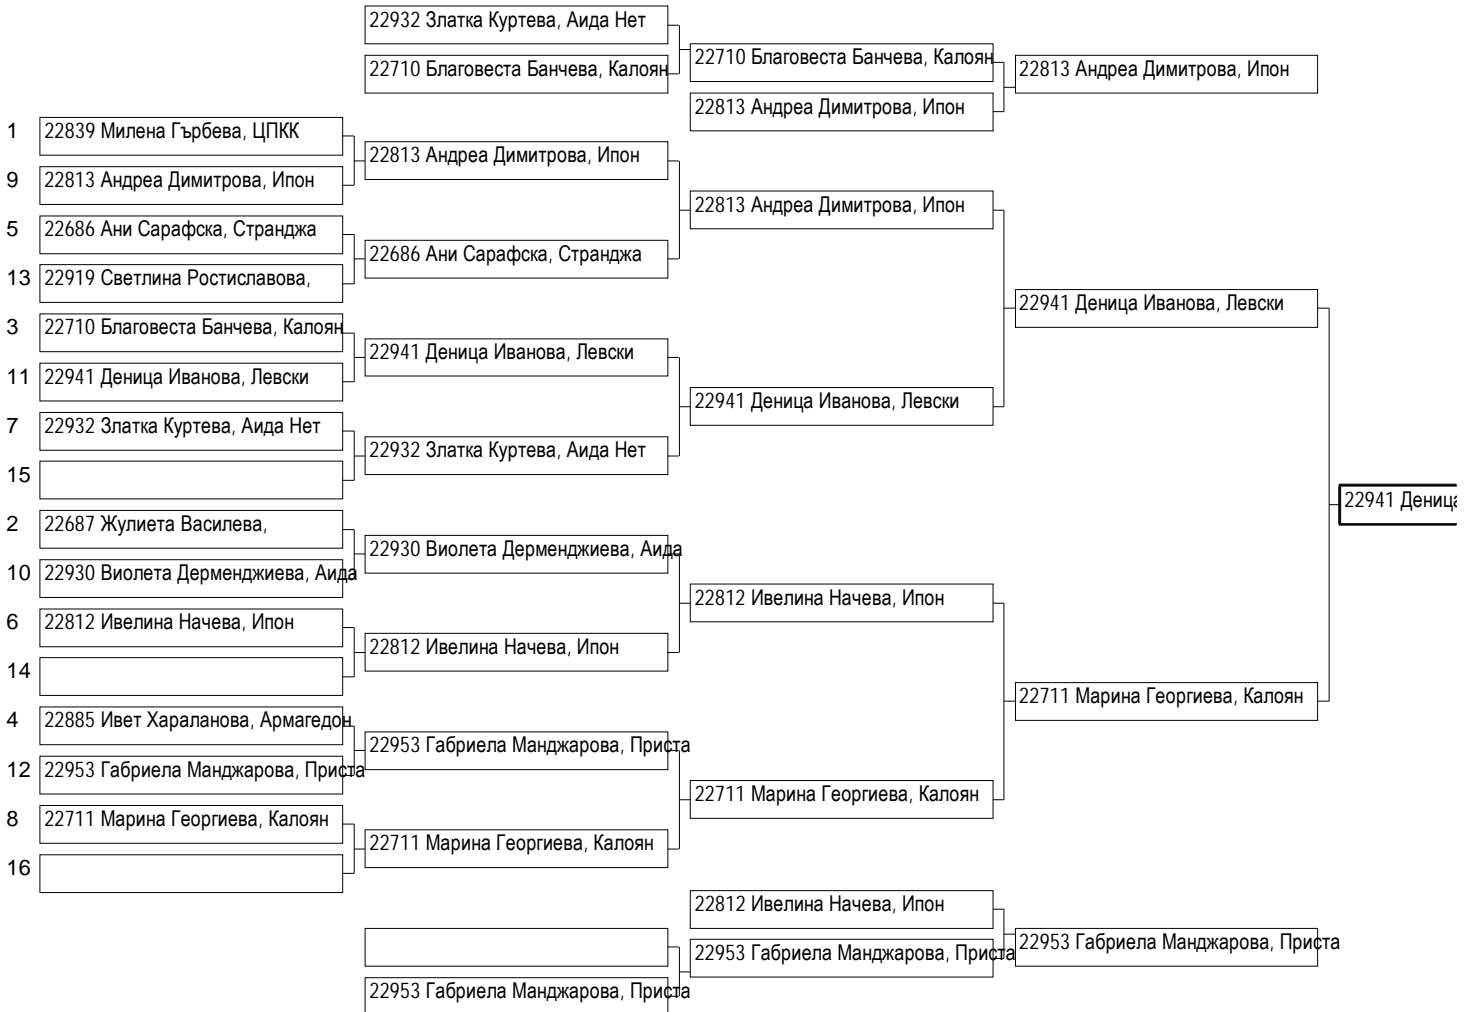 22932 Златка Куртева, Аида Нет
22710 Благовеста Банчева, Калоян
22710 Благовеста Банчева, Калоян
22813 Андреа Димитрова, Ипон
22813 Андреа Димитрова, Ипон
1 22839 Милена Гърбева, ЦПКК
22813 Андреа Димитрова, Ипон
9 22813 Андреа Димитрова, Ипон
22813 Андреа Димитрова, Ипон
5 22686 Ани Сарафска, Странджа
22686 Ани Сарафска, Странджа
13 22919 Светлина Ростиславова,
22941 Деница Иванова, Левски
3 22710 Благовеста Банчева, Калоян
22941 Деница Иванова, Левски
11 22941 Деница Иванова, Левски
22941 Деница Иванова, Левски
7 22932 Златка Куртева, Аида Нет
22932 Златка Куртева, Аида Нет
15
22941 Деница
2 22687 Жулиета Василева,
22930 Виолета Дерменджиева, Аида
10 22930 Виолета Дерменджиева, Аида
22812 Ивелина Начева, Ипон
6 22812 Ивелина Начева, Ипон
22812 Ивелина Начева, Ипон
14
22711 Марина Георгиева, Калоян
4 22885 Ивет Хараланова, Армагедон
22953 Габриела Манджарова, Приста
12 22953 Габриела Манджарова, Приста
22711 Марина Георгиева, Калоян
8 22711 Марина Георгиева, Калоян
22711 Марина Георгиева, Калоян
16
22812 Ивелина Начева, Ипон
22953 Габриела Манджарова, Приста
22953 Габриела Манджарова, Приста
22953 Габриела Манджарова, Приста